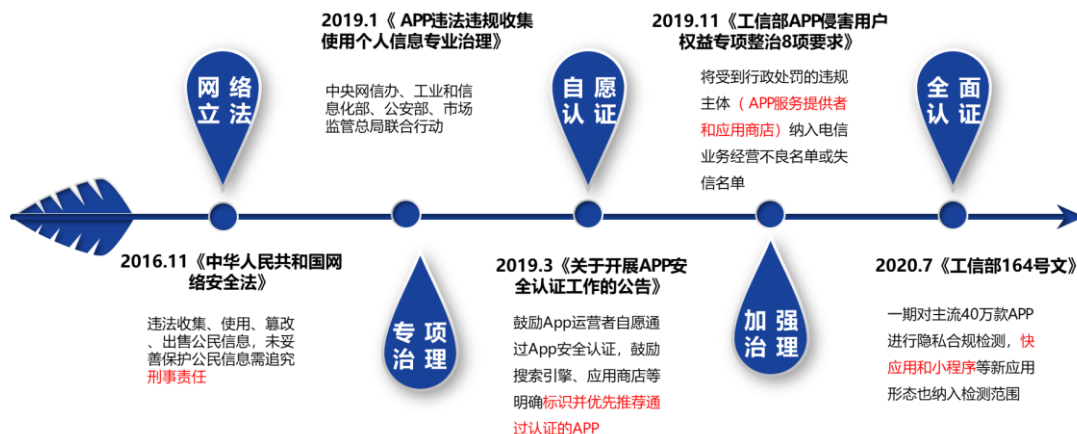 网 络
立 法
2016.11《中华人民共和国网
络安全法》
违法收集、使用、篡改
、出售公民信息，未妥
善保护公民信息需追究
刑事责任
2019.1《 APP违法违规收集
使用个人信息专业治理》
中央网信办、工业和信
息化部、公安部、市场
监管总局联合行动
专 项
治 理
自 愿
认 证
2019.3《关于开展APP安
全认证工作的公告》
鼓励App运营者自愿通
过App安全认证，鼓励
搜索引擎、应用商店等
明确标识并优先推荐通
过认证的APP
2019.11《工信部APP侵害用户
权益专项整治8项要求》
将受到行政处罚的违规
主体（ APP服务提供者
和应用商店）纳入电信
业务经营不良名单或失
信名单
加 强
治 理
全 面
认 证
2020.7《工信部164号文》
一期对主流40万款APP
进行隐私合规检测，快
应用和小程序等新应用
形态也纳入检测范围